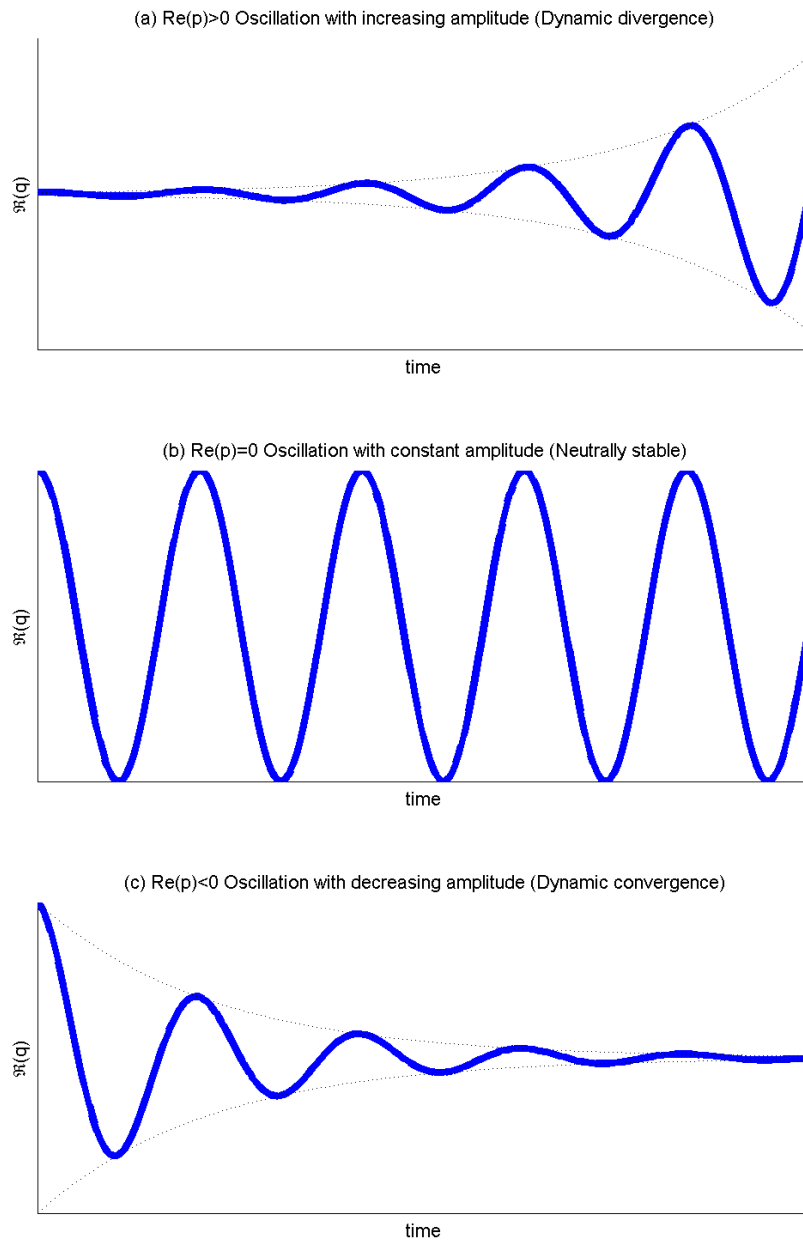 (a) Re(p)>0 Oscillation with increasing amplitude (Dynamic divergence)
ℜ(q)
time
(b) Re(p)=0 Oscillation with constant amplitude (Neutrally stable)
ℜ(q)
time
(c) Re(p)<0 Oscillation with decreasing amplitude (Dynamic convergence)
ℜ(q)
time